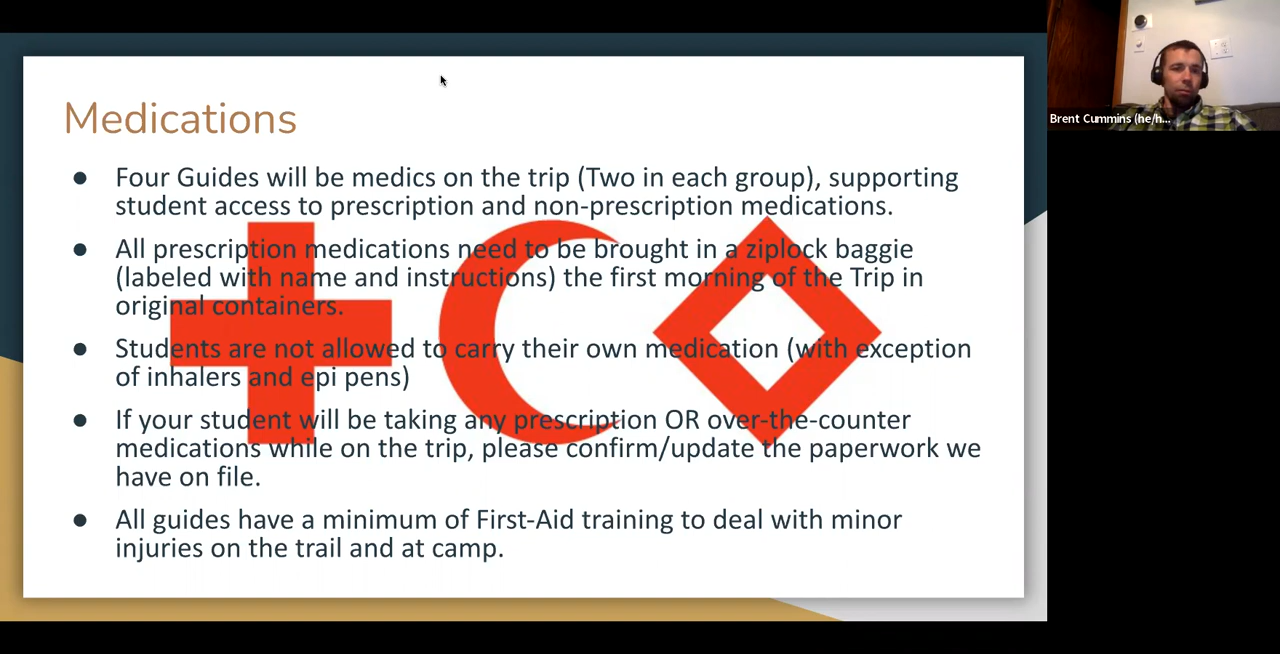 Medications
● Four Guides will be medics on the trip (Two in each group), supporting
student access to prescription and non-prescription medications.
● All prescription medications need to be brought in a ziplock baggie
(labeled with name and instructions) the first morning of the Trip in
original containers.
● Students are not allowed to carry their own medication (with exception
of inhalers and epi pens)
● If your student will be taking any prescription OR over-the-counter
medications while on the trip, please confirm/update the paperwork we
have on file.
● All guides have a minimum of First-Aid training to deal with minor
injuries on the trail and at camp.
Brent Cummins (he/h...